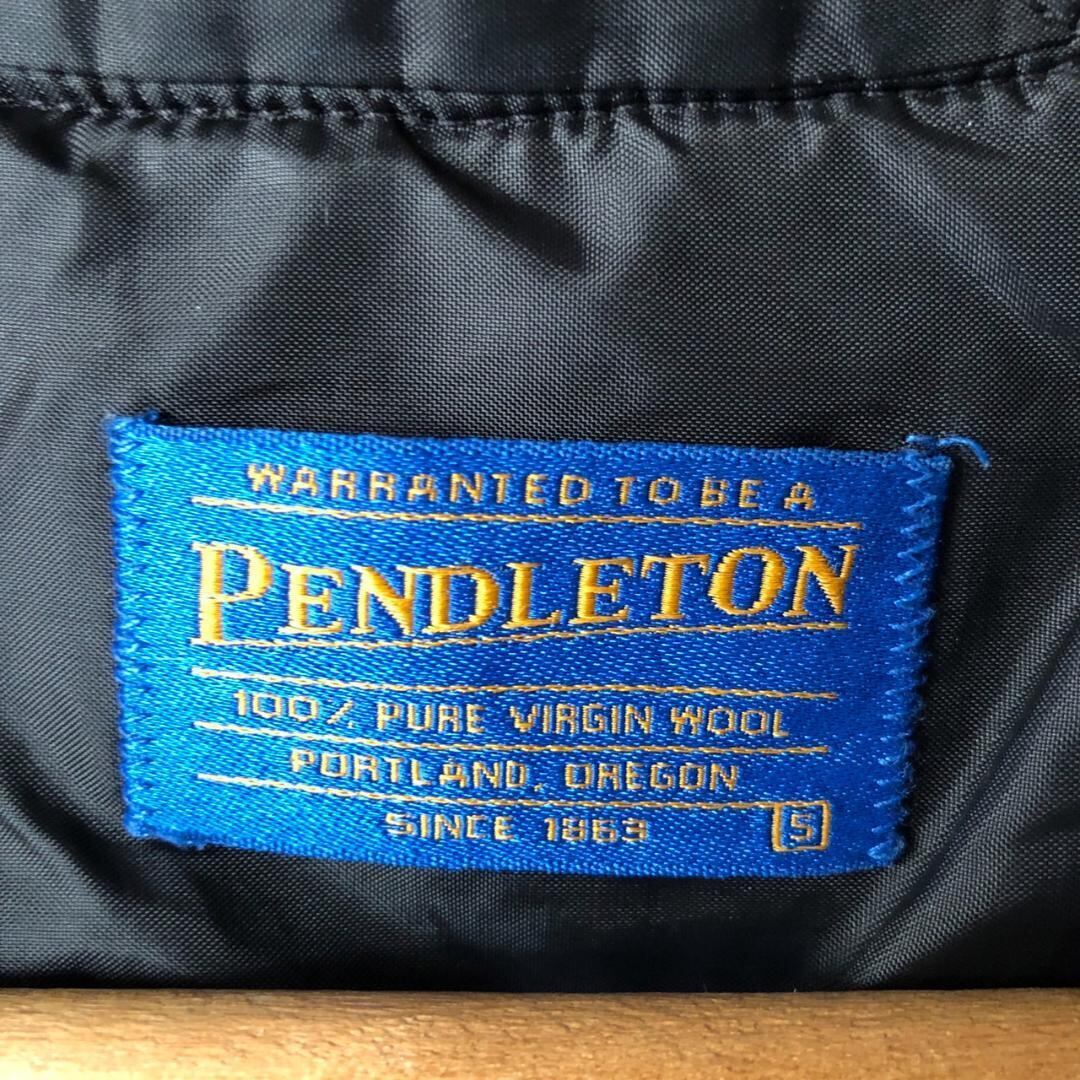 WARRANTED TO BE A
PENDLETON
100% PURE VIRGIN WOOL
PORTLAND, OREGON
SINCE 1863
S